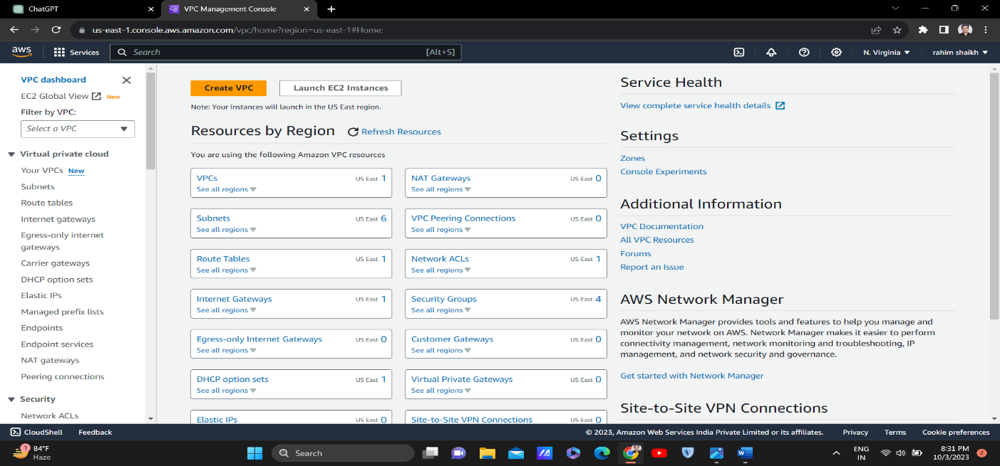 ChatGPT
VPC Management Console
us-east-1.console.aws.amazon.com/vpc/home?region=us-east-1#Home:
aws
Services
Search
[Alt+S]
N. Virginia
rahim shaikh
VPC dashboard
EC2 Global View New
Filter by VPC:
Select a VPC
Virtual private cloud
Your VPCs New
Subnets
Route tables
Internet gateways
Egress-only internet
gateways
Carrier gateways
DHCP option sets
Elastic IPs
Managed prefix lists
Endpoints
Endpoint services
NAT gateways
Peering connections
Security
Network ACLs
Create VPC
Launch EC2 Instances
Note: Your Instances will launch in the US East region.
Resources by Region
Refresh Resources
You are using the following Amazon VPC resources
VPCs US East 1
See all regions
NAT Gateways US East 0
See all regions
Subnets US East 6
See all regions
VPC Peering Connections US East 0
See all regions
Route Tables US East 1
See all regions
Network ACLs US East 1
See all regions
Internet Gateways US East 1
See all regions
Security Groups US East 4
See all regions
Egress-only Internet Gateways US East 0
See all regions
Customer Gateways US East 0
See all regions
DHCP option sets US East 1
See all regions
Virtual Private Gateways US East 0
See all regions
Elastic IPs US East 0
Site-to-Site VPN Connections US East 0
Service Health
View complete service health details
Settings
Zones
Console Experiments
Additional Information
VPC Documentation
All VPC Resources
Forums
Report an Issue
AWS Network Manager
AWS Network Manager provides tools and features to help you manage and
monitor your network on AWS. Network Manager makes it easier to perform
connectivity management, network monitoring and troubleshooting, IP
management, and network security and governance.
Get started with Network Manager
Site-to-Site VPN Connections
CloudShell
Feedback
© 2023, Amazon Web Services India Private Limited or its affiliates.
Privacy
Terms
Cookie preferences
1
84°F
Haze
Search
ENG
IN
8:31 PM
10/3/2023
2